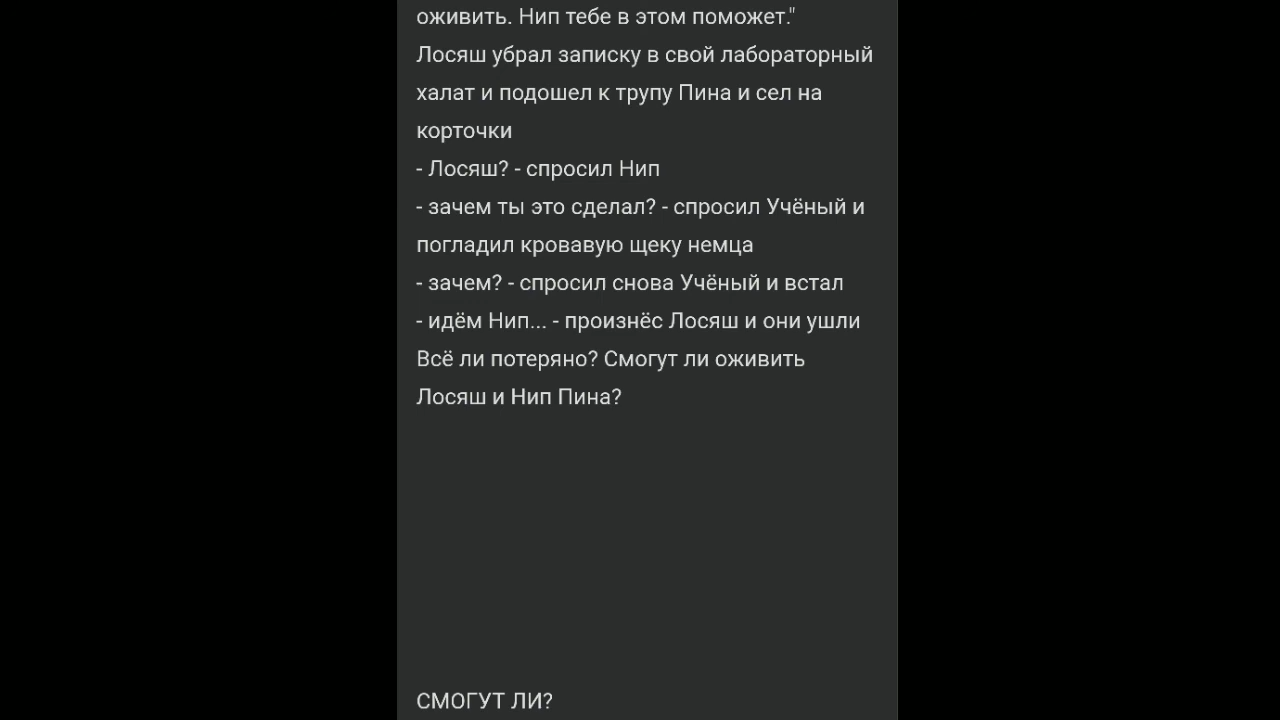 оживить. Нип тебе в этом поможет."
Лосяш убрал записку в свой лабораторный
халат и подошел к трупу Пина и сел на
корточки
- Лосяш? - спросил Нип
- зачем ты это сделал? - спросил Учёный и
погладил кровавую щеку немца
- зачем? - спросил снова Учёный и встал
- идём Нип... - произнёс Лосяш и они ушли
Всё ли потеряно? Смогут ли оживить
Лосяш и Нип Пина?
СМОГУТ ЛИ?